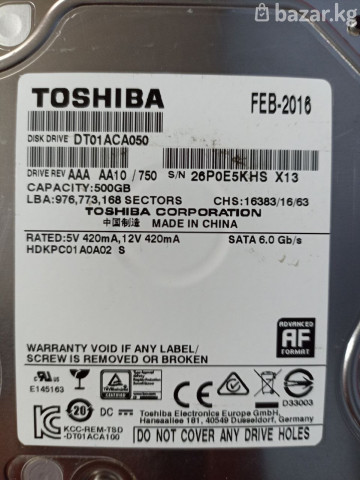 bazar.kg
TOSHIBA
FEB-2016
DISK DRIVE DT01ACA050
DRIVE REV AAA AA10 / 750 S/N 26P0E5KHS X13
CAPACITY:500GB
LBA:976,773,168 SECTORS CHS:16383/16/63
TOSHIBA CORPORATION
中国制造 MADE IN CHINA
RATED:5V 420mA,12V 420mA SATA 6.0 Gb/s
HDKPC01A0A02 S
ADVANCED
AF
FORMAT
WARRANTY VOID IF ANY LABEL/
SCREW IS REMOVED OR BROKEN
E145163
D33003
20
DC
Toshiba Electronics Europe GmbH
Hansaallee 181, 40549 Düsseldorf, Germany
KCC-REM-TSD
-DT01ACA100
DO NOT COVER ANY DRIVE HOLES